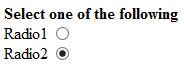 Select one of the following
Radio1
Radio2